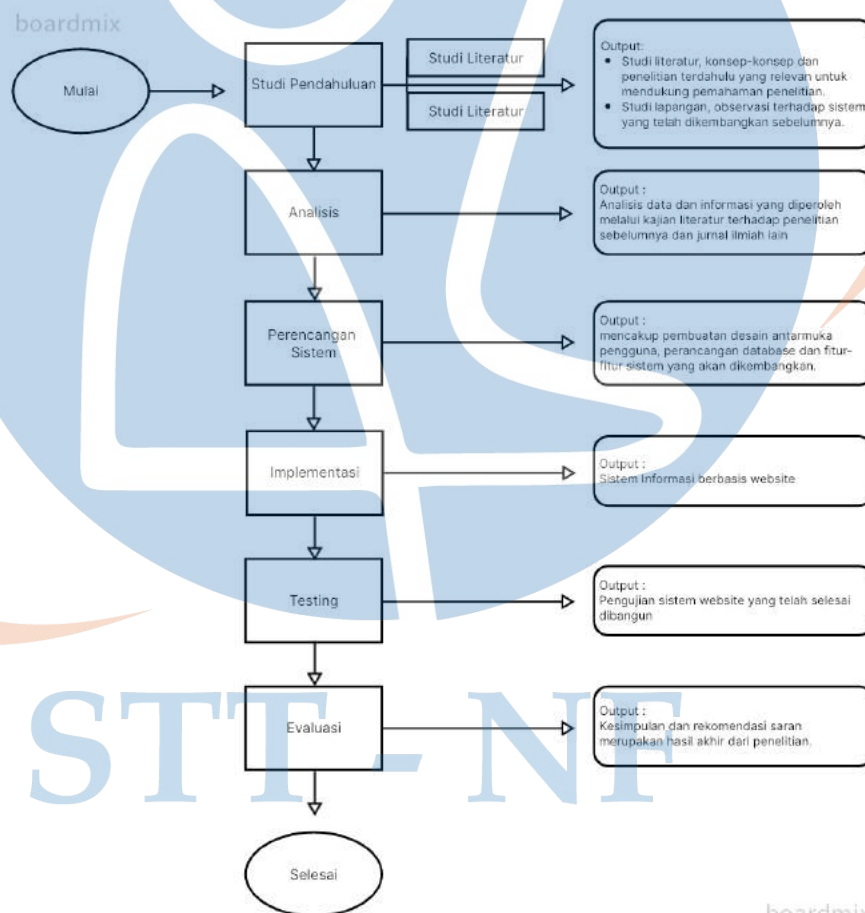 boardmix
Mulai
Studi Pendahuluan
Studi Literatur
Studi Literatur
Output:
• Studi literatur, konsep-konsep dan
penelitian terdahulu yang relevan untuk
mendukung pemahaman penelitian.
• Studi lapangan, observasi terhadap sistem
yang telah dikembangkan sebelumnya.
Analisis
Output :
Analisis data dan informasi yang diperoleh
melalui kajian literatur terhadap penelitian
sebelumnya dan jurnal ilmiah lain
Perencangan
Sistem
Output :
mencakup pembuatan desain antarmuka
pengguna, perancangan database dan fitur-
fitur sistem yang akan dikembangkan.
Implementasi
Output :
Sistem Informasi berbasis website
Testing
Output :
Pengujian sistem website yang telah selesai
dibangun
Evaluasi
Output :
Kesimpulan dan rekomendasi saran
merupakan hasil akhir dari penelitian.
STT - NF
Selesai
boardmix